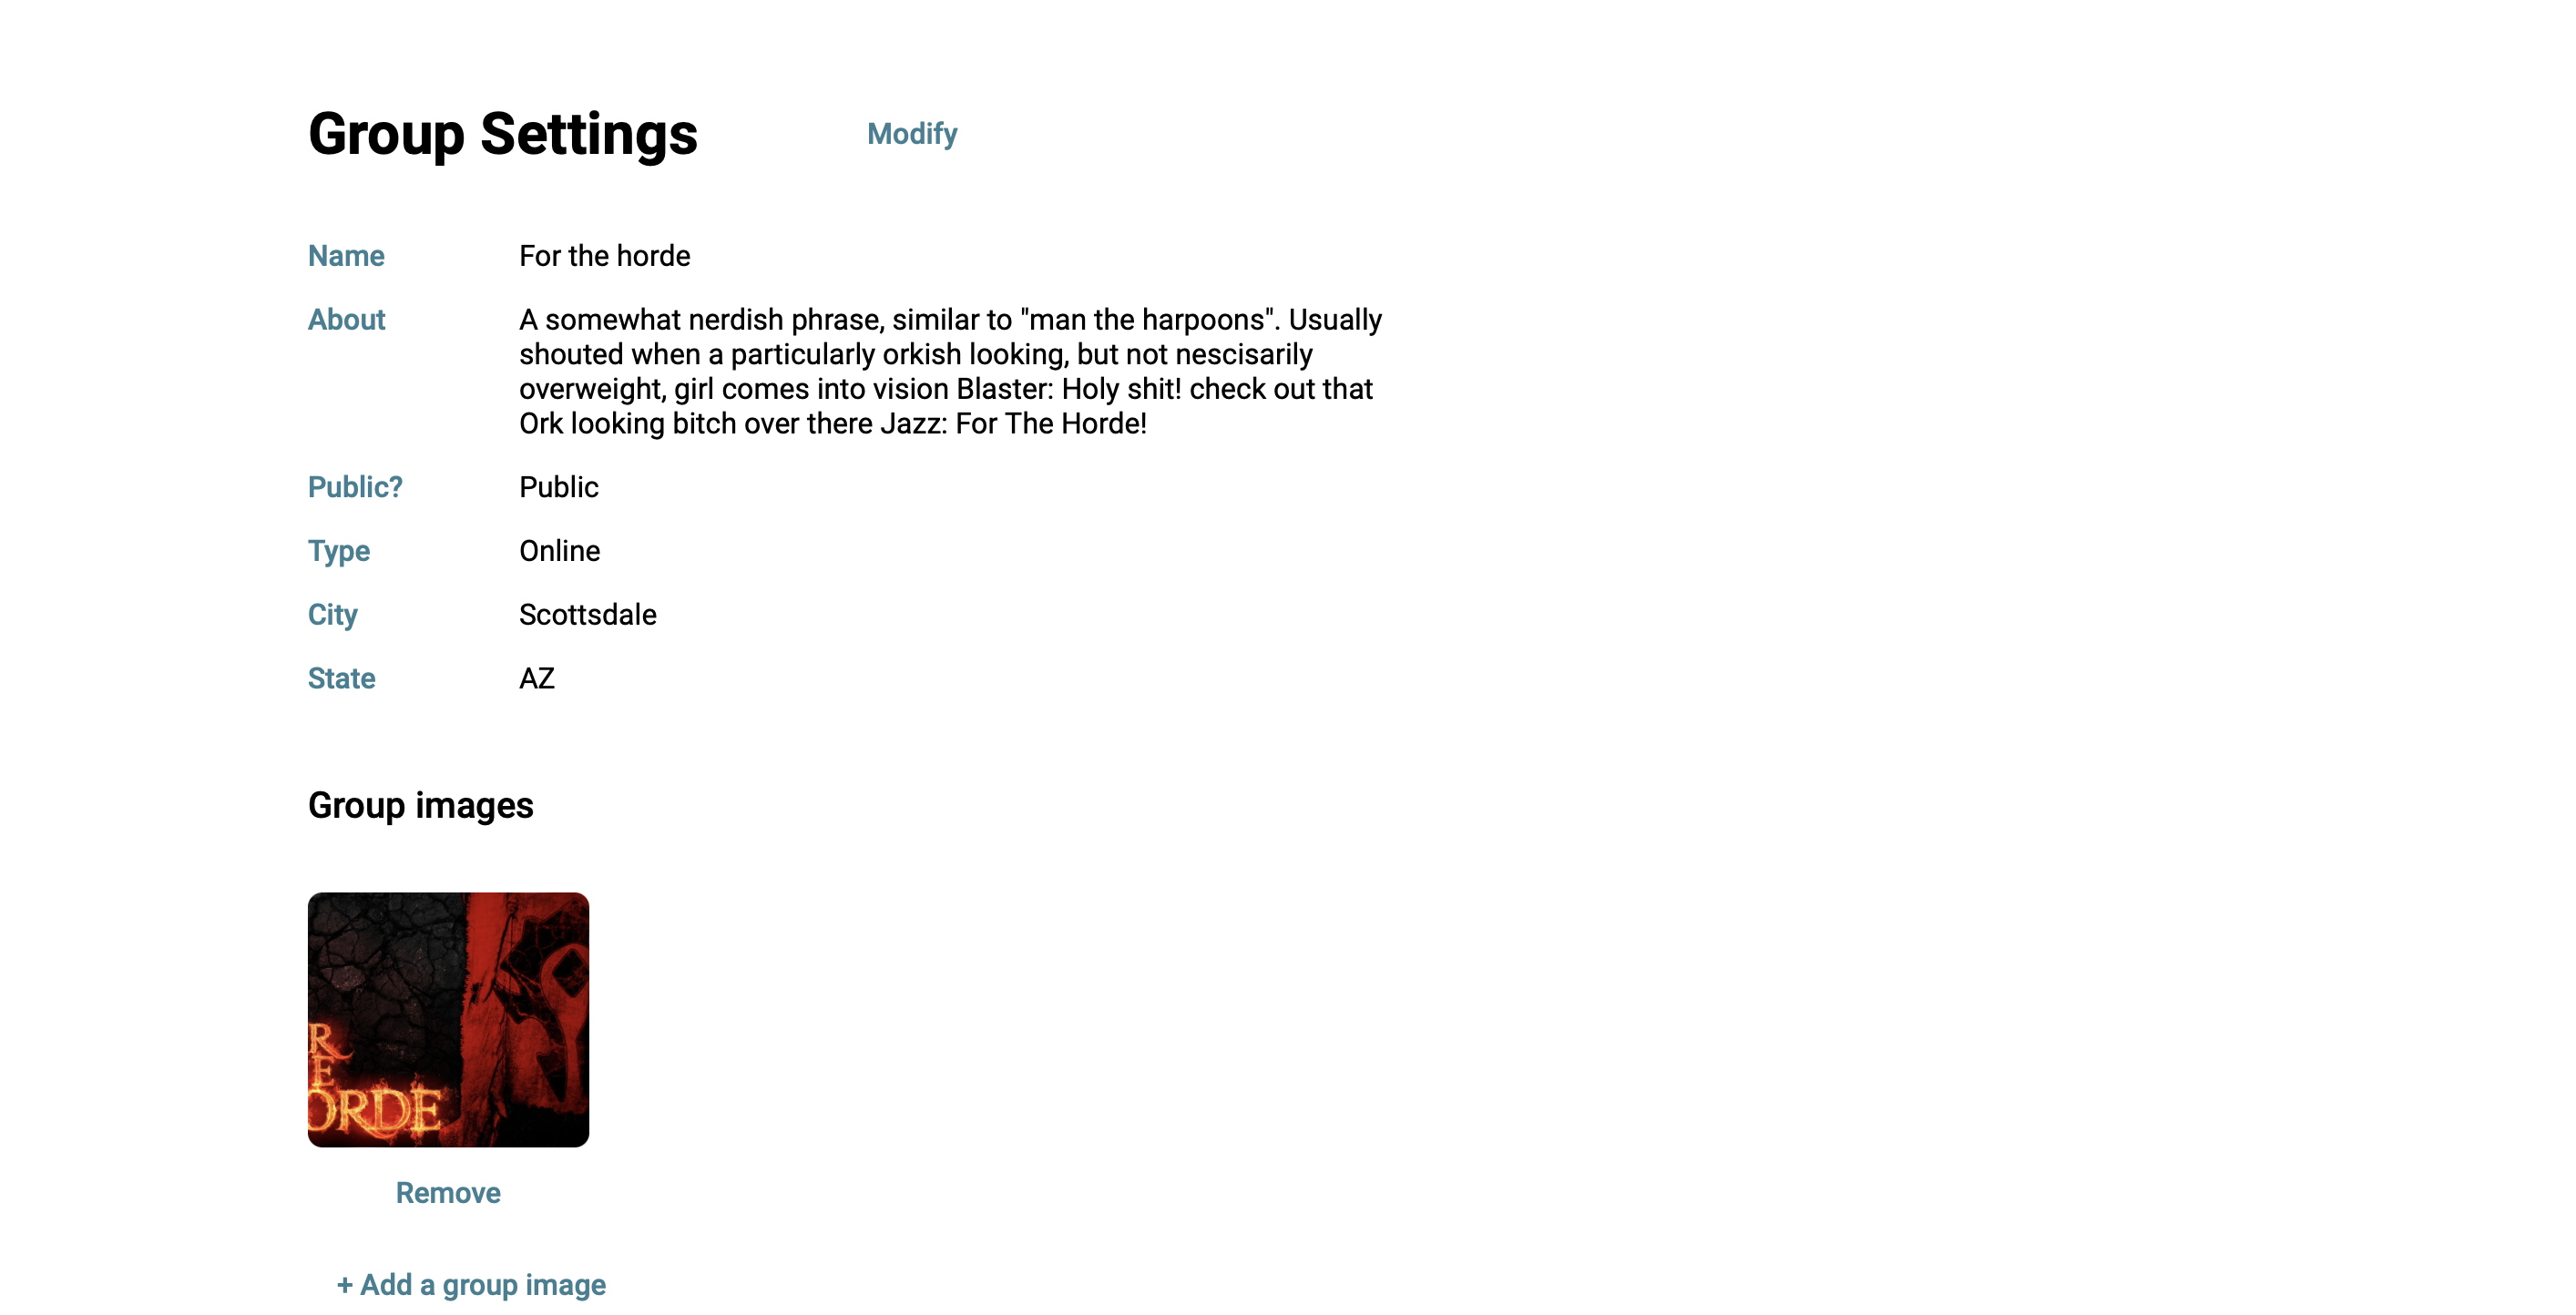 Group Settings
Modify
Name
For the horde
About
A somewhat nerdish phrase, similar to "man the harpoons". Usually
shouted when a particularly orkish looking, but not nescisarily
overweight, girl comes into vision Blaster: Holy shit! check out that
Ork looking bitch over there Jazz: For The Horde!
Public?
Public
Type
Online
City
Scottsdale
State
AZ
Group images
R
E
ORDE
Remove
+ Add a group image